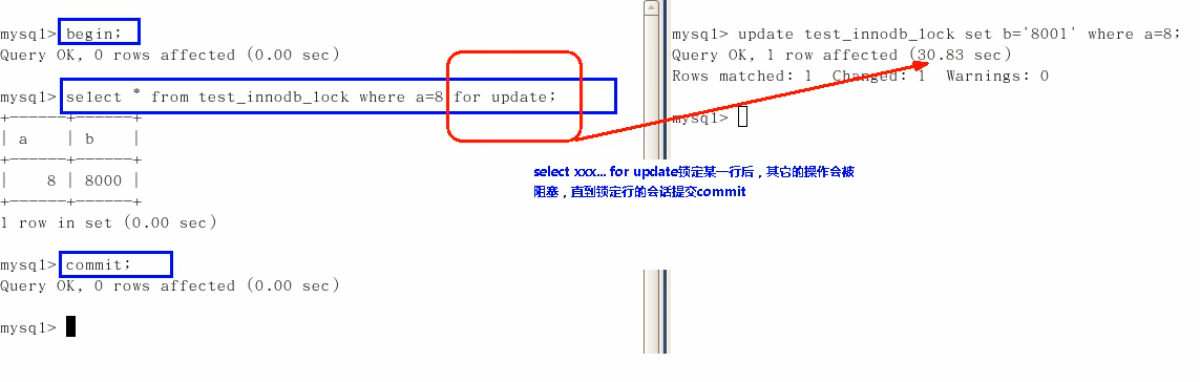 mysql> begin;
Query OK, 0 rows affected (0.00 sec)
mysql> select * from test_innodb_lock where a=8 for update;
+------+------+
| a    | b    |
+------+------+
|    8 | 8000 |
+------+------+
1 row in set (0.00 sec)
mysql> commit;
Query OK, 0 rows affected (0.00 sec)
mysql>
mysql> update test_innodb_lock set b='8001' where a=8;
Query OK, 1 row affected (30.83 sec)
Rows matched: 1  Changed: 1  Warnings: 0
mysql>
select xxx... for update锁定某一行后，其它的操作会被
阻塞，直到锁定行的会话提交commit